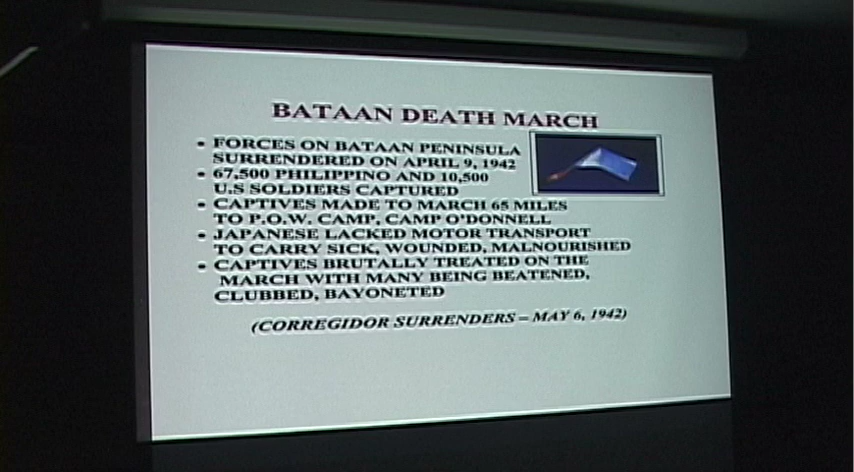 BATAAN DEATH MARCH
• FORCES ON BATAAN PENINSULA
SURRENDERED ON APRIL 9, 1942
• 67,500 PHILIPPINO AND 10,500
U.S SOLDIERS CAPTURED
• CAPTIVES MADE TO MARCH 65 MILES
TO P.O.W. CAMP, CAMP O'DONNELL
• JAPANESE LACKED MOTOR TRANSPORT
TO CARRY SICK, WOUNDED, MALNOURISHED
• CAPTIVES BRUTALLY TREATED ON THE
MARCH WITH MANY BEING BEATENED,
CLUBBED, BAYONETED
(CORREGIDOR SURRENDERS – MAY 6, 1942)